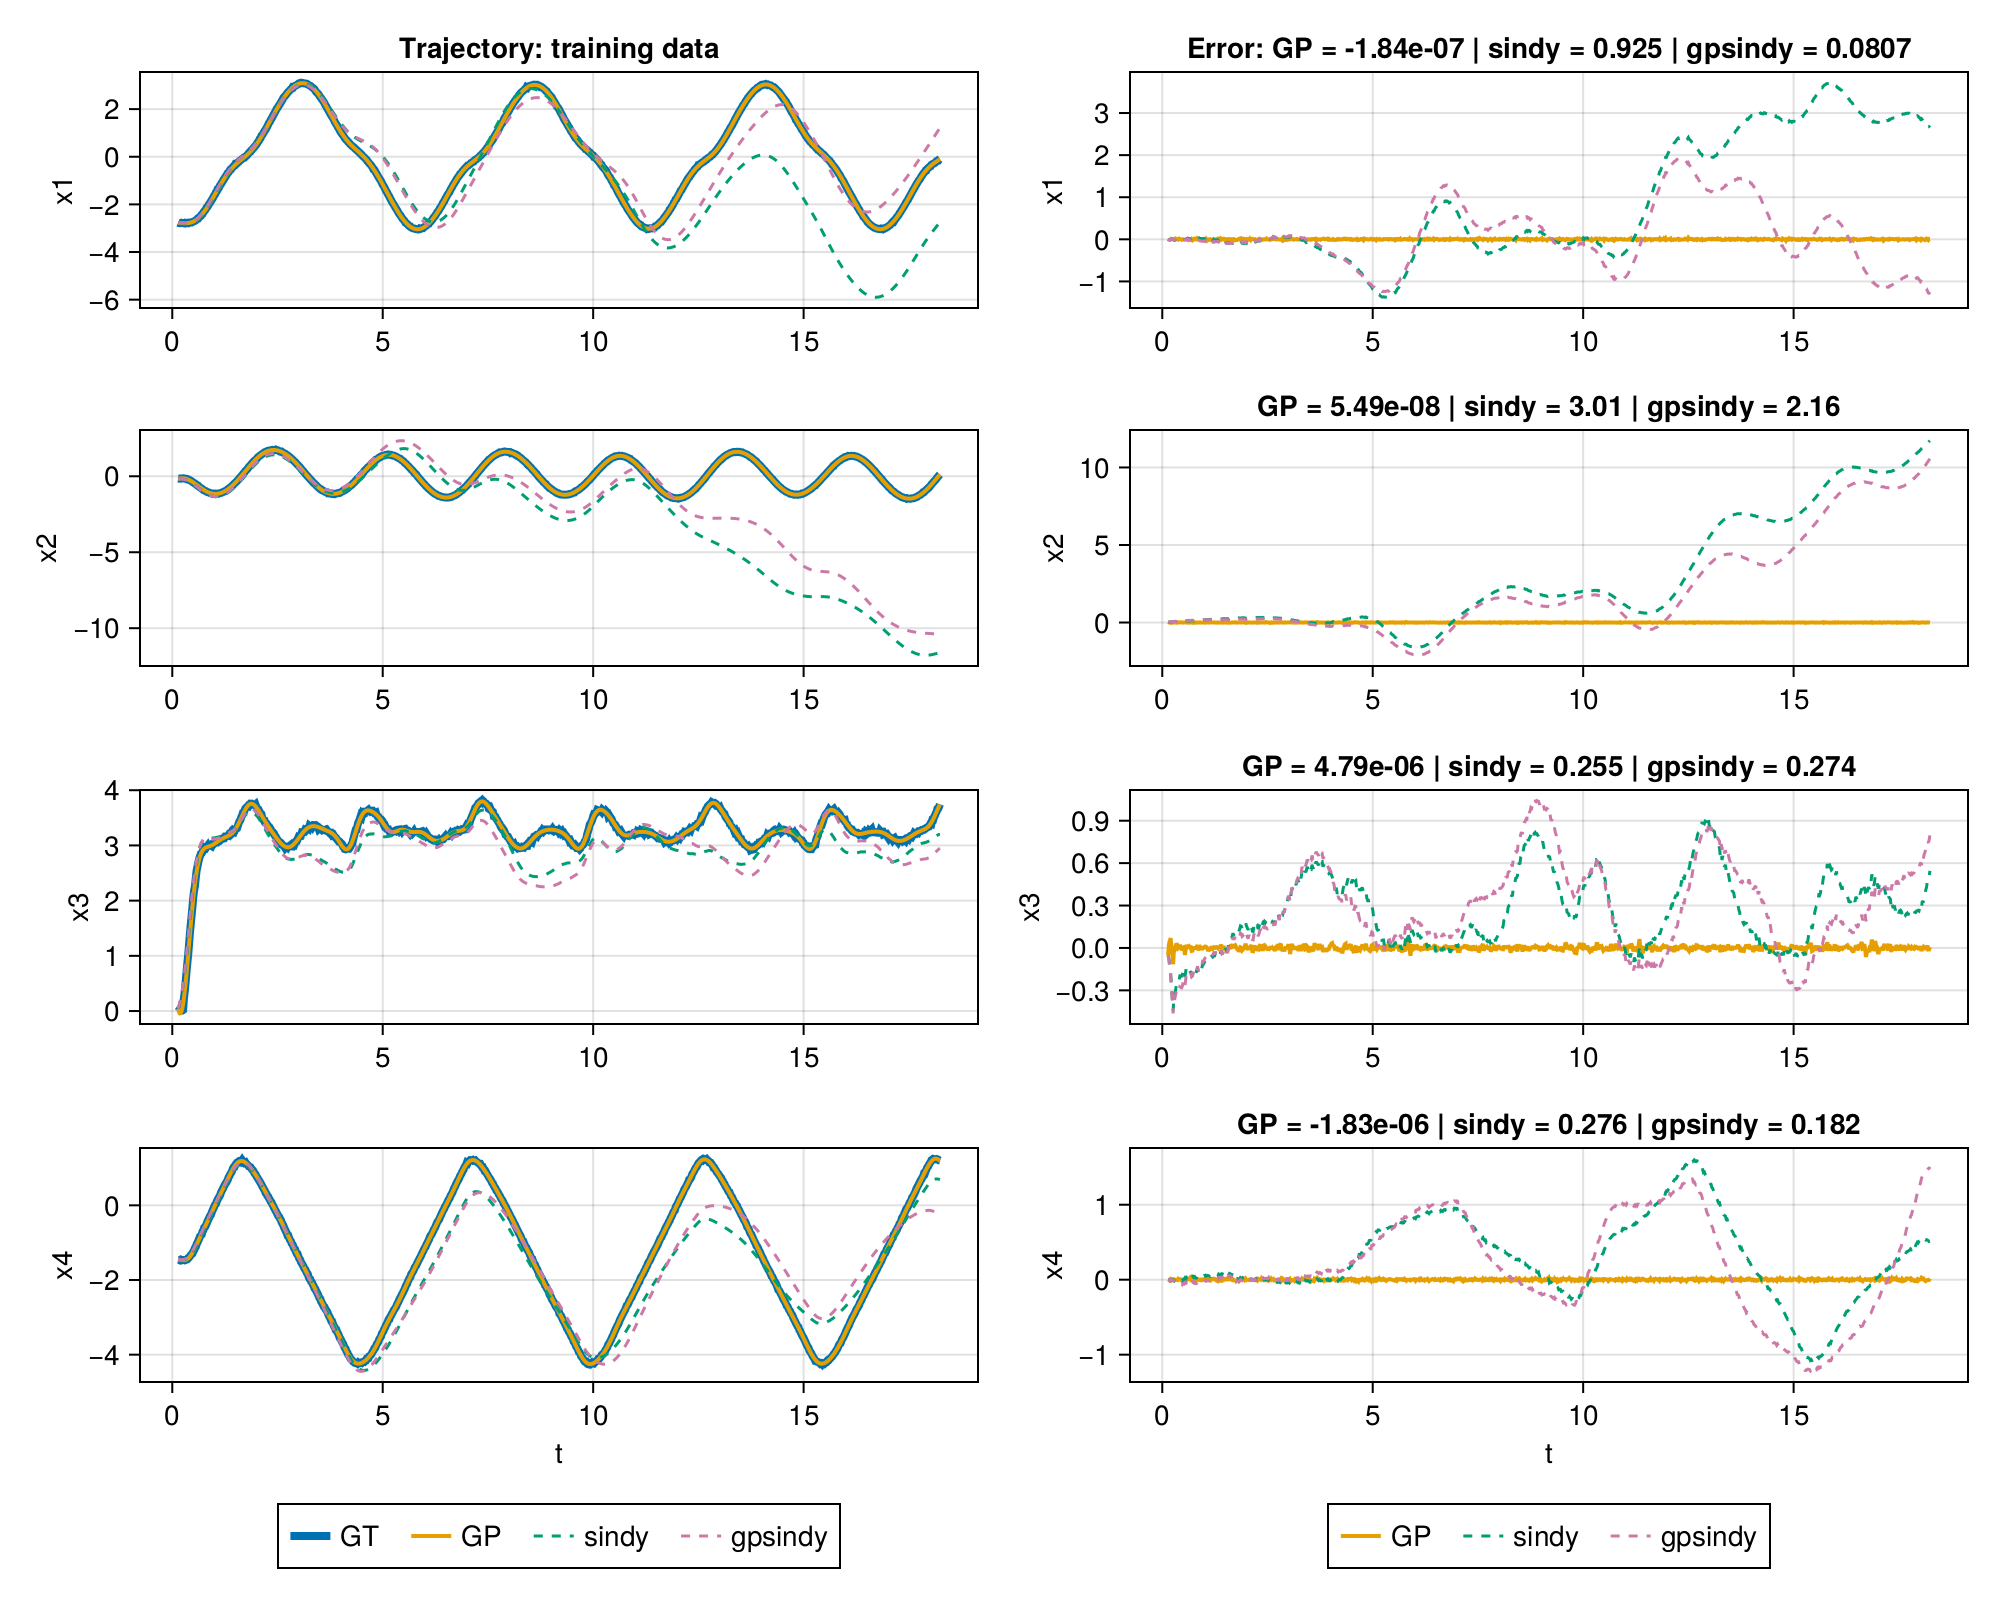 Trajectory: training data
Error: GP = -1.84e-07 | sindy = 0.925 | gpsindy = 0.0807
x1
2
0
−2
−4
−6
0 5 10 15
x1
3
2
1
0
−1
0 5 10 15
GP = 5.49e-08 | sindy = 3.01 | gpsindy = 2.16
x2
0
−5
−10
0 5 10 15
x2
10
5
0
0 5 10 15
GP = 4.79e-06 | sindy = 0.255 | gpsindy = 0.274
x3
4
3
2
1
0
0 5 10 15
x3
0.9
0.6
0.3
0.0
−0.3
0 5 10 15
GP = -1.83e-06 | sindy = 0.276 | gpsindy = 0.182
x4
0
−2
−4
0 5 10 15
t
x4
1
0
−1
0 5 10 15
t
GT GP sindy gpsindy
GP sindy gpsindy